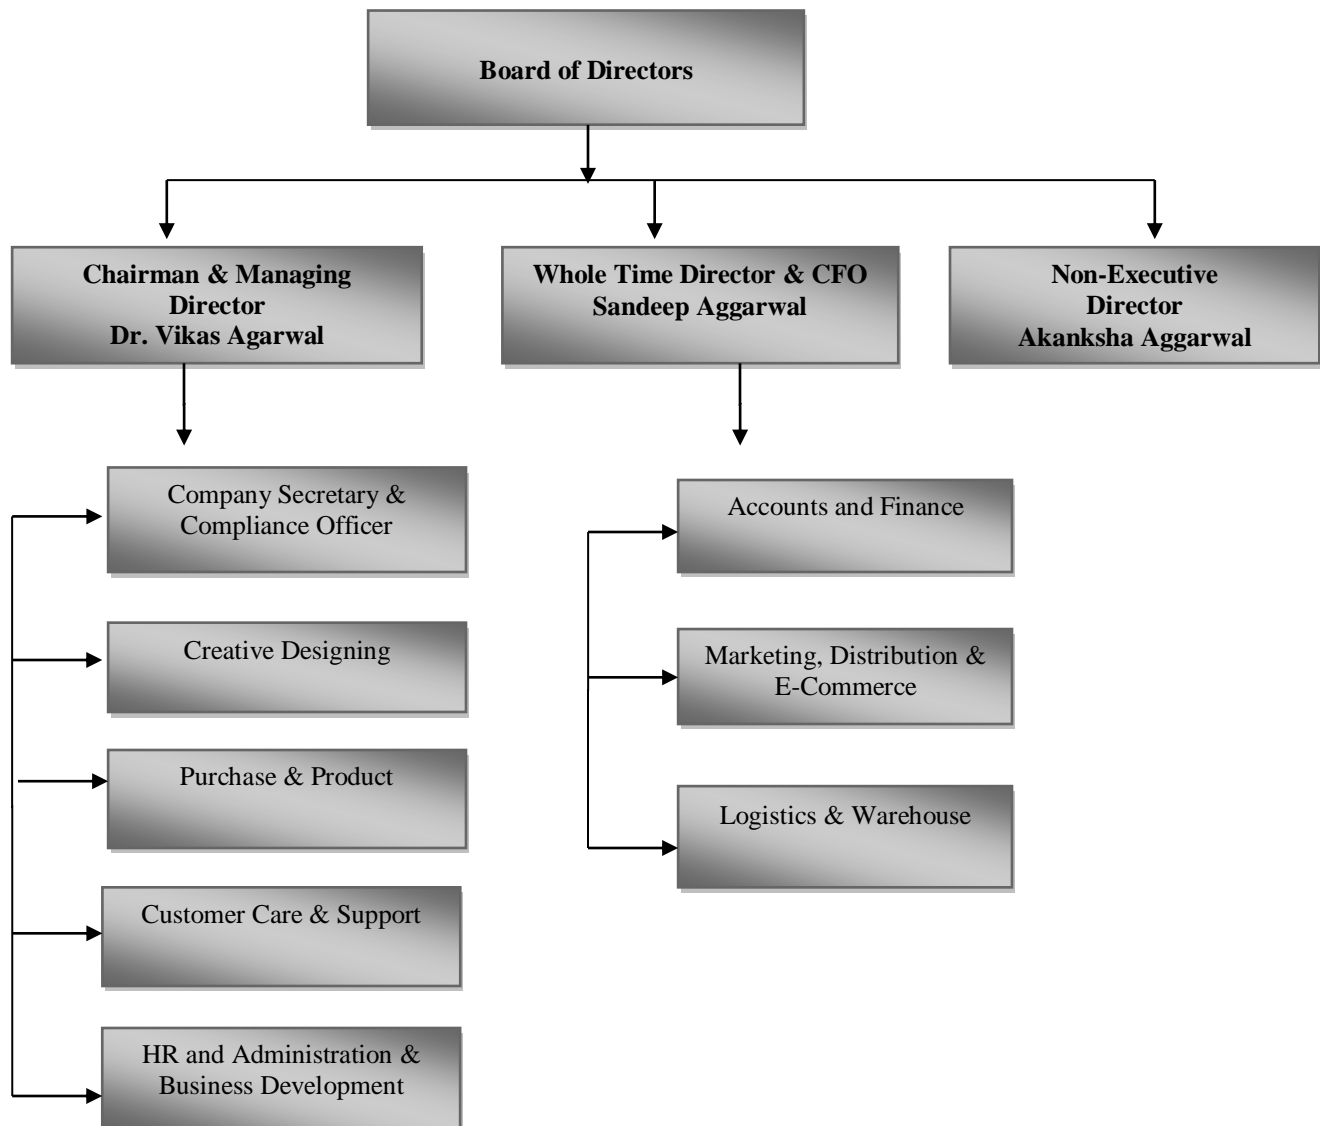 Board of Directors
Chairman & Managing
Director
Dr. Vikas Agarwal
Whole Time Director & CFO
Sandeep Aggarwal
Non-Executive
Director
Akanksha Aggarwal
Company Secretary &
Compliance Officer
Creative Designing
Purchase & Product
Customer Care & Support
HR and Administration &
Business Development
Accounts and Finance
Marketing, Distribution &
E-Commerce
Logistics & Warehouse